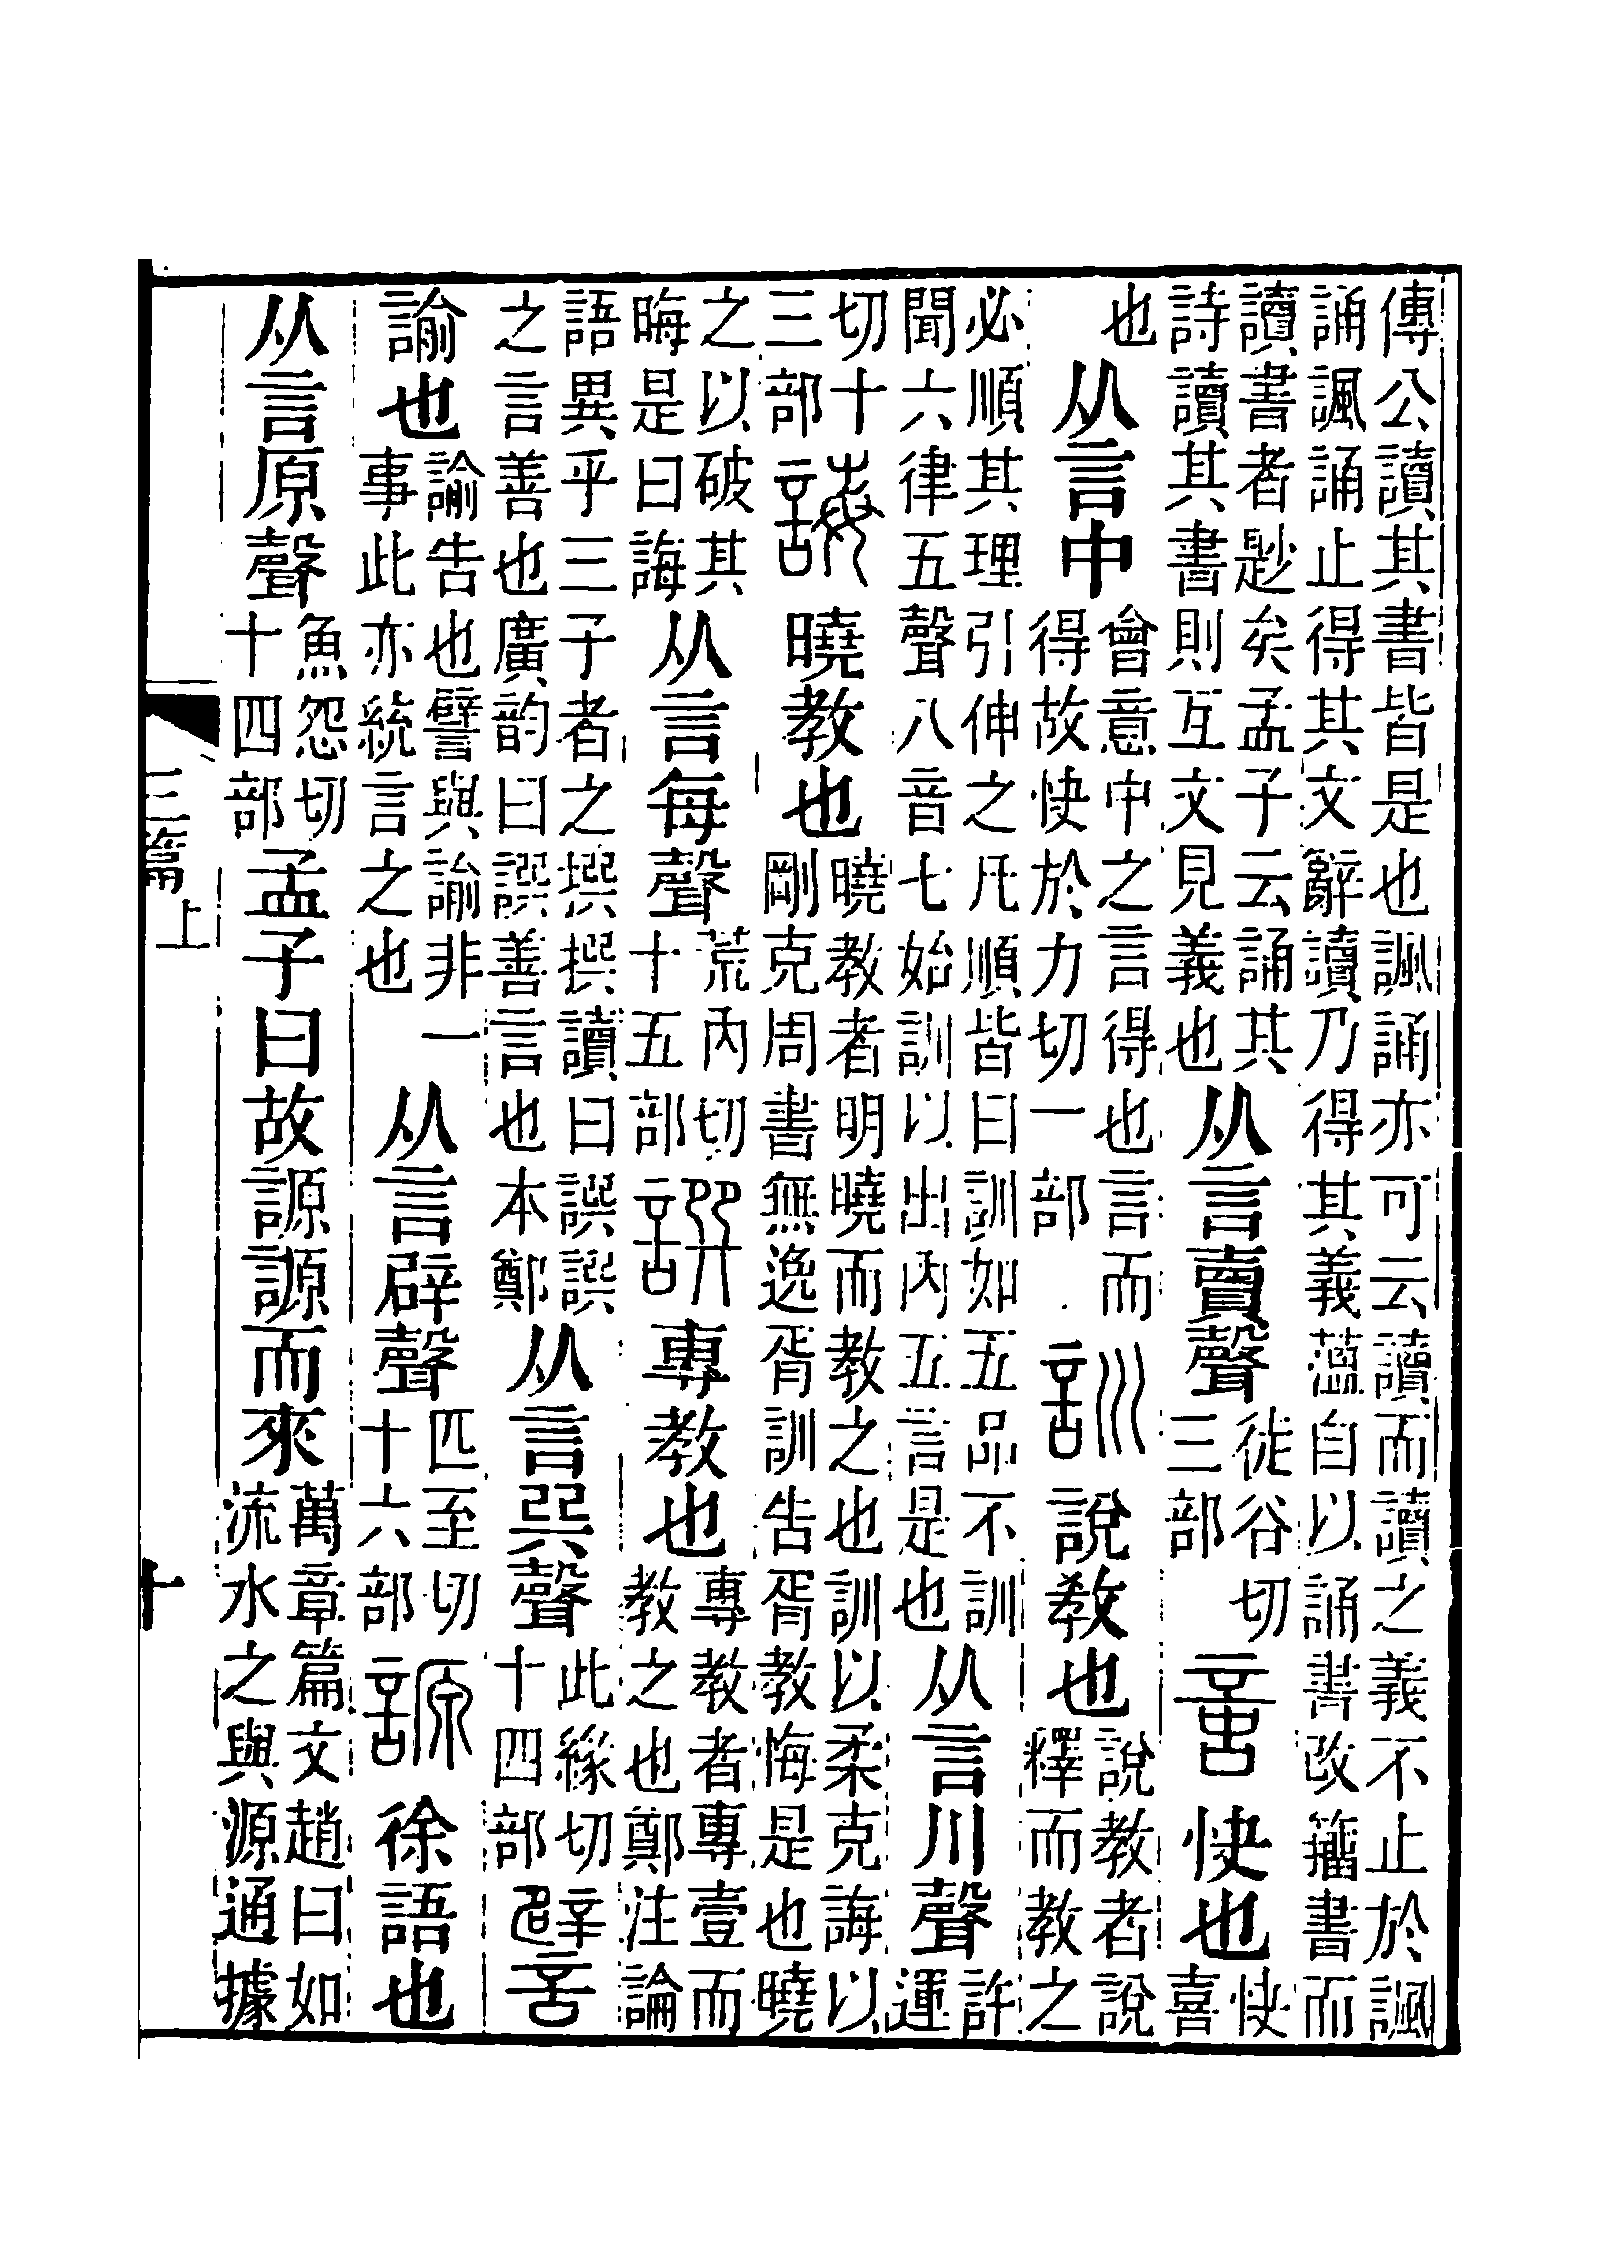 傳公讀其書皆是也諷誦亦可云讀而讀之義不止於諷
誦諷誦止得其文辭讀乃得其義薀自以誦書改籒書而
讀書者尟矣孟子云誦其
詩讀其書則互文見義也
从言賣聲
徒谷切
三部
快也
快
喜
也
从言中
會意中之言得也言而
得故快於力切一部
訓
說教也
說教者說
釋而教之
必順其理引伸之凡順皆曰訓如五品不訓
聞六律五聲八音七始訓以出內五言是也
从言川聲
許
運
切十
三部
誨
曉教也
曉教者明曉而教之也訓以柔克誨以
剛克周書無逸胥訓告胥教悔是也曉
之以破其
晦是曰誨
从言每聲
荒內切
十五部
譔
專教也
專教者專壹而
教之也鄭注論
語異乎三子者之撰撰讀曰譔譔
之言善也廣韵曰譔善言也本鄭
从言巽聲
此緣切
十四部
譬
諭也
諭告也譬與諭非一
事此亦統言之也
从言辟聲
匹至切
十六部
謜
徐語也
从言原聲
魚怨切
十四部
孟子曰故謜謜而來
萬章篇文趙曰如
流水之與源通據
三篇上
十